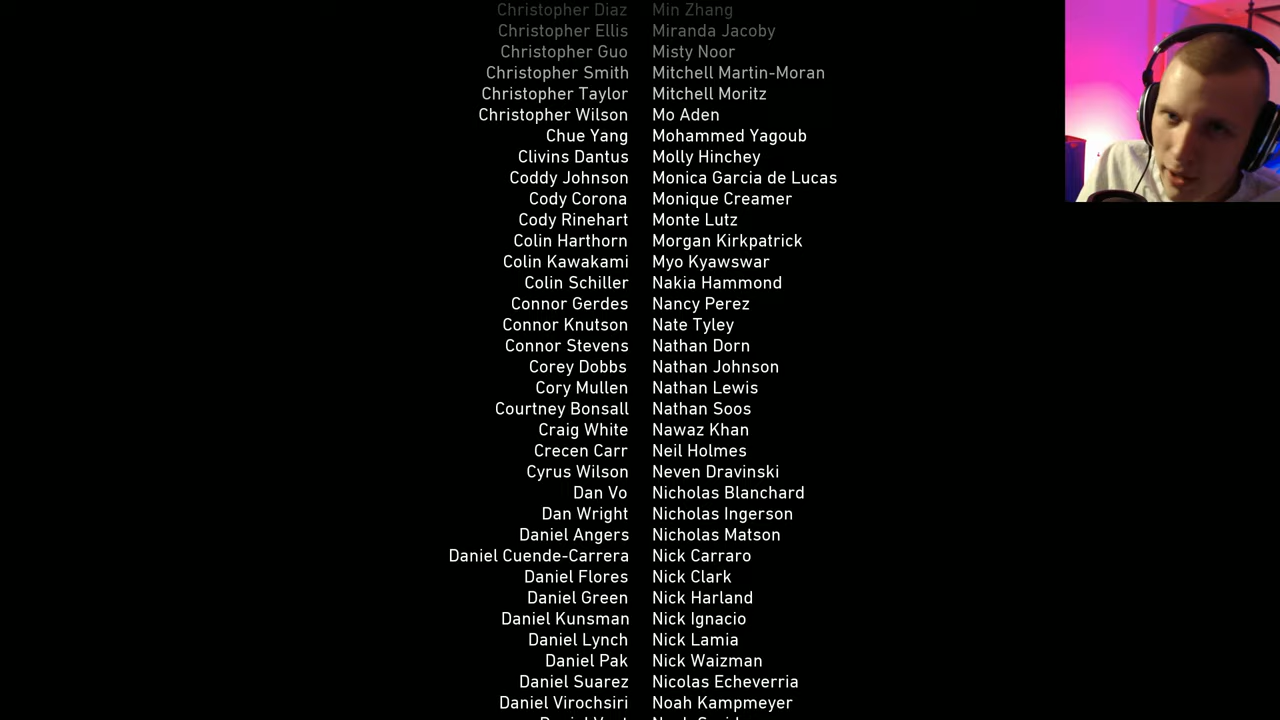 Christopher Diaz Min Zhang
Christopher Ellis Miranda Jacoby
Christopher Guo Misty Noor
Christopher Smith Mitchell Martin-Moran
Christopher Taylor Mitchell Moritz
Christopher Wilson Mo Aden
Chue Yang Mohammed Yagoub
Clivins Dantus Molly Hinchey
Coddy Johnson Monica Garcia de Lucas
Cody Corona Monique Creamer
Cody Rinehart Monte Lutz
Colin Harthorn Morgan Kirkpatrick
Colin Kawakami Myo Kyawswar
Colin Schiller Nakia Hammond
Connor Gerdes Nancy Perez
Connor Knutson Nate Tyley
Connor Stevens Nathan Dorn
Corey Dobbs Nathan Johnson
Cory Mullen Nathan Lewis
Courtney Bonsall Nathan Soos
Craig White Nawaz Khan
Crecen Carr Neil Holmes
Cyrus Wilson Neven Dravinski
Dan Vo Nicholas Blanchard
Dan Wright Nicholas Ingerson
Daniel Angers Nicholas Matson
Daniel Cuende-Carrera Nick Carraro
Daniel Flores Nick Clark
Daniel Green Nick Harland
Daniel Kunsman Nick Ignacio
Daniel Lynch Nick Lamia
Daniel Pak Nick Waizman
Daniel Suarez Nicolas Echeverria
Daniel Virochsiri Noah Kampmeyer